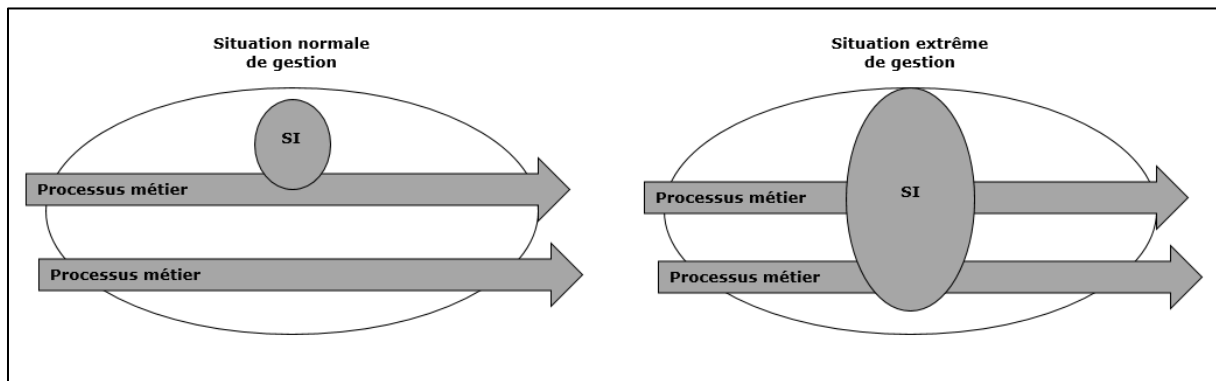 Situation normale
de gestion
SI
Processus métier
Processus métier
Situation extrême
de gestion
SI
Processus métier
Processus métier